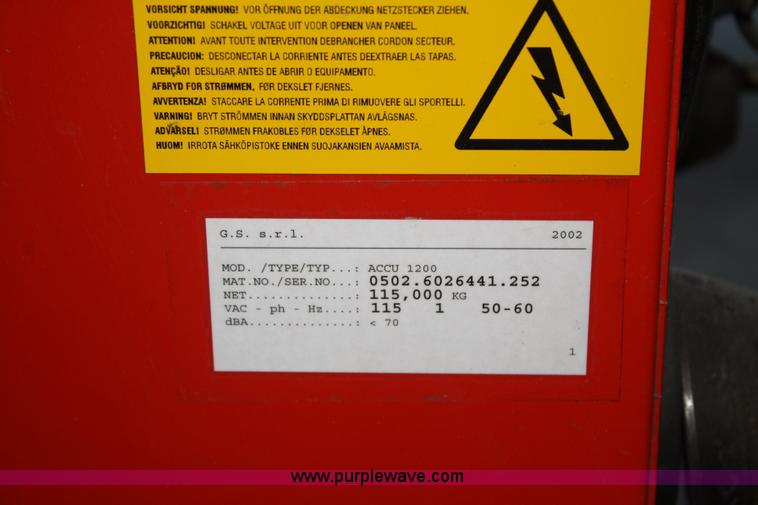 VORSICHT SPANNUNG! VOR ÖFFNUNG DER ABDECKUNG NETZSTECKER ZIEHEN.
VOORZICHTIG! SCHAKEL VOLTAGE UIT VOOR OPENEN VAN PANEEL.
ATTENTION! AVANT TOUTE INTERVENTION DEBRANCHER CORDON SECTEUR.
PRECAUCION: DESCONECTAR LA CORRIENTE ANTES DEEXTRAER LAS TAPAS.
ATENÇÃO! DESLIGAR ANTES DE ABRIR O EQUIPAMENTO.
AFBRYD FOR STRØMMEN, FØR DEKSLET FJERNES.
AVVERTENZA! STACCARE LA CORRENTE PRIMA DI RIMUOVERE GLI SPORTELLI.
VARNING! BRYT STRÖMMEN INNAN SKYDDSPLATTAN AVLÄGSNAS.
ADVARSEL! STRØMMEN FRAKOBLES FØR DEKSELET ÅPNES.
HUOM! IRROTA SÄHKÖPISTOKE ENNEN SUOJAKANSIEN AVAAMISTA.
G.S. s.r.l. 2002
MOD. /TYPE/TYP...: ACCU 1200
MAT.NO./SER.NO...: 0502.6026441.252
NET..............: 115,000 KG
VAC - ph - Hz....: 115 1 50-60
dBA..............: < 70
1
www.purplewave.com